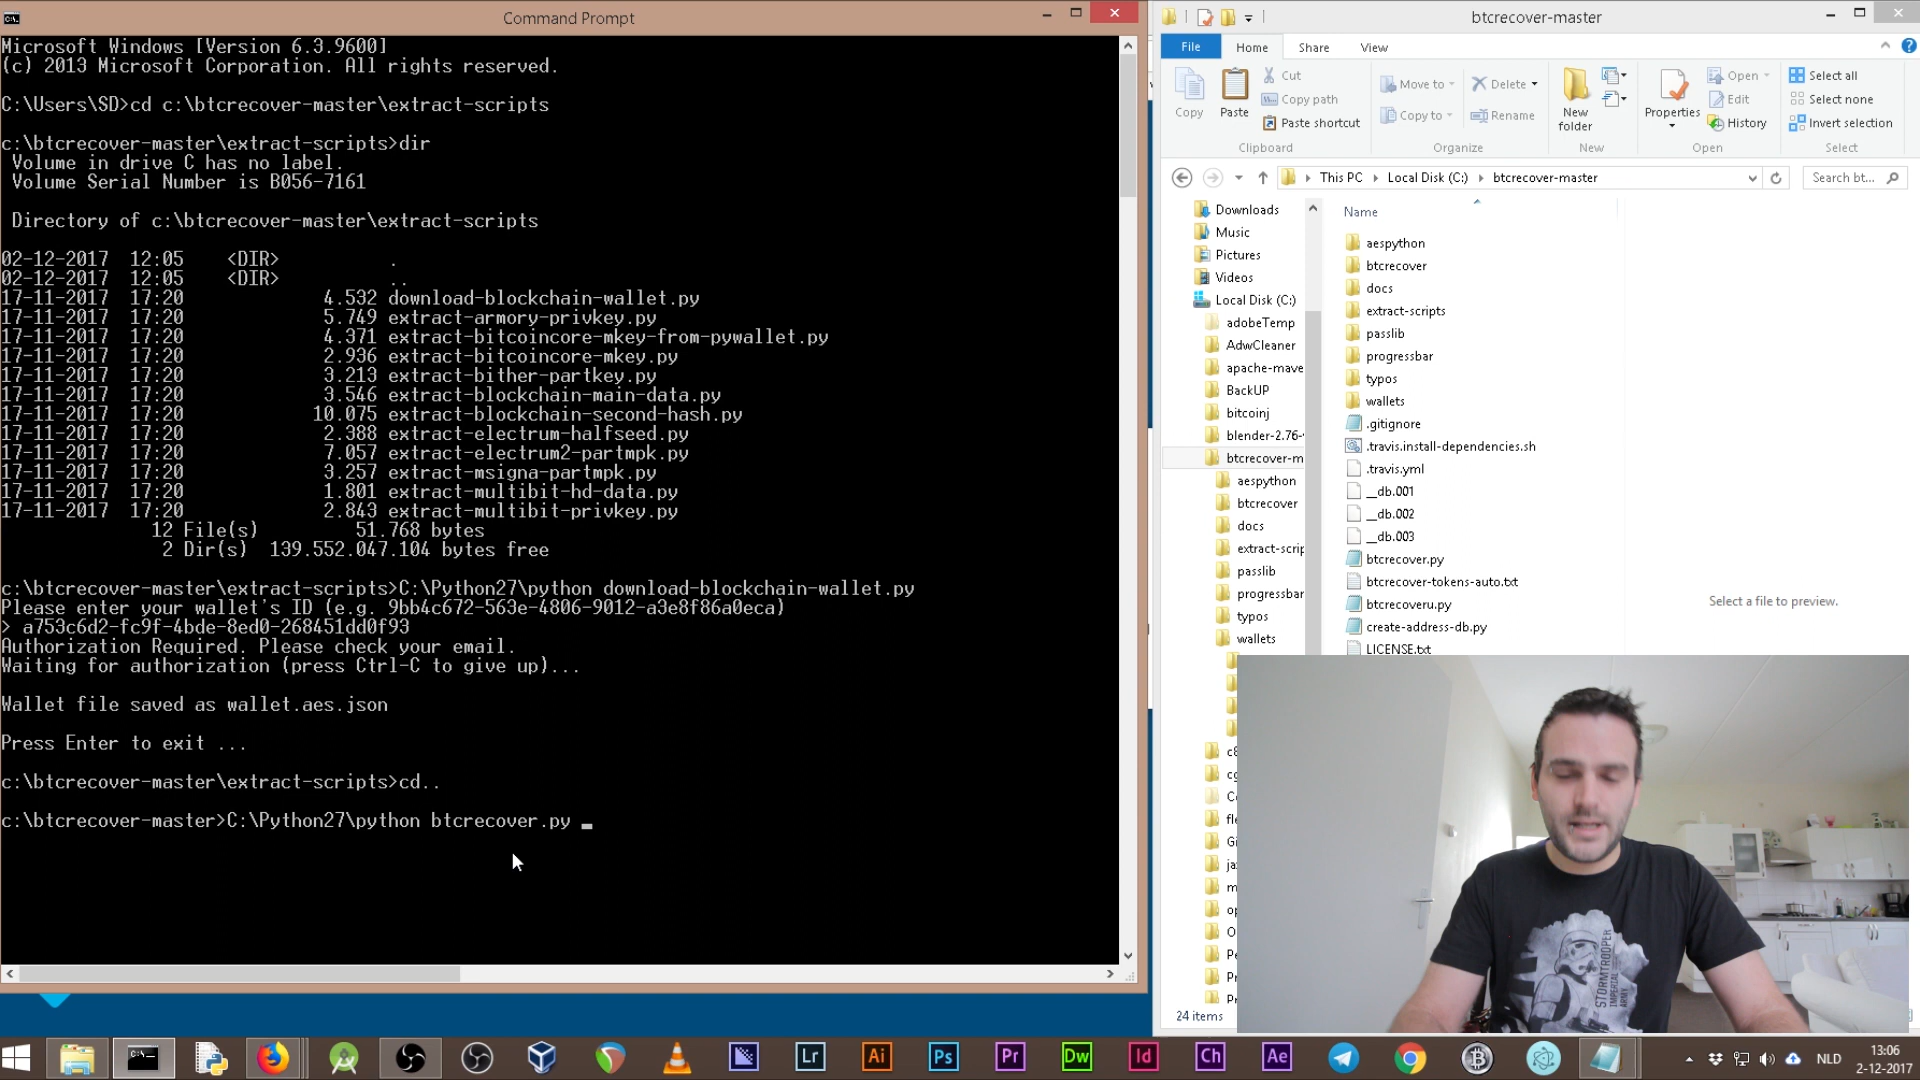 Command Prompt
Microsoft Windows [Version 6.3.9600]
(c) 2013 Microsoft Corporation. All rights reserved.
C:\Users\SD>cd c:\btcrecover-master\extract-scripts
c:\btcrecover-master\extract-scripts>dir
Volume in drive C has no label.
Volume Serial Number is B056-7161
Directory of c:\btcrecover-master\extract-scripts
02-12-2017 12:05 <DIR> .
02-12-2017 12:05 <DIR> ..
17-11-2017 17:20 4.532 download-blockchain-wallet.py
17-11-2017 17:20 5.749 extract-armory-privkey.py
17-11-2017 17:20 4.371 extract-bitcoincore-mkey-from-pywallet.py
17-11-2017 17:20 2.936 extract-bitcoincore-mkey.py
17-11-2017 17:20 3.213 extract-bither-partkey.py
17-11-2017 17:20 3.546 extract-blockchain-main-data.py
17-11-2017 17:20 10.075 extract-blockchain-second-hash.py
17-11-2017 17:20 2.388 extract-electrum-halfseed.py
17-11-2017 17:20 7.057 extract-electrum2-partmpk.py
17-11-2017 17:20 3.257 extract-msigna-partmpk.py
17-11-2017 17:20 1.801 extract-multibit-hd-data.py
17-11-2017 17:20 2.843 extract-multibit-privkey.py
12 File(s) 51.768 bytes
2 Dir(s) 139.552.047.104 bytes free
c:\btcrecover-master\extract-scripts>C:\Python27\python download-blockchain-wallet.py
Please enter your wallet's ID (e.g. 9bb4c672-563e-4806-9012-a3e8f86a0eca)
> a753c6d2-fc9f-4bde-8ed0-268451dd0f93
Authorization Required. Please check your email.
Waiting for authorization (press Ctrl-C to give up)...
Wallet file saved as wallet.aes.json
Press Enter to exit ...
c:\btcrecover-master\extract-scripts>cd..
c:\btcrecover-master>C:\Python27\python btcrecover.py _
btcrecover-master
File Home Share View
Copy
Paste
Cut
Copy path
Paste shortcut
Clipboard
Move to
Copy to
Delete
Rename
Organize
New folder
New
Properties
Open
Edit
History
Open
Select all
Select none
Invert selection
Select
This PC Local Disk (C:) btcrecover-master
Search bt...
Downloads
Music
Pictures
Videos
Local Disk (C:)
adobeTemp
AdwCleaner
apache-mave
BackUP
bitcoinj
blender-2.76-
btcrecover-m
aespython
btcrecover
docs
extract-scrip
passlib
progressbar
typos
wallets
Name
aespython
btcrecover
docs
extract-scripts
passlib
progressbar
typos
wallets
.gitignore
.travis.install-dependencies.sh
.travis.yml
__db.001
__db.002
__db.003
btcrecover.py
btcrecover-tokens-auto.txt
btcrecoveru.py
create-address-db.py
LICENSE.txt
Select a file to preview.
24 items
STORMTROOPER
IMPERIAL
ARMY
Lr Ai Ps Pr Dw Id Ch Ae
NLD
13:06
2-12-2017